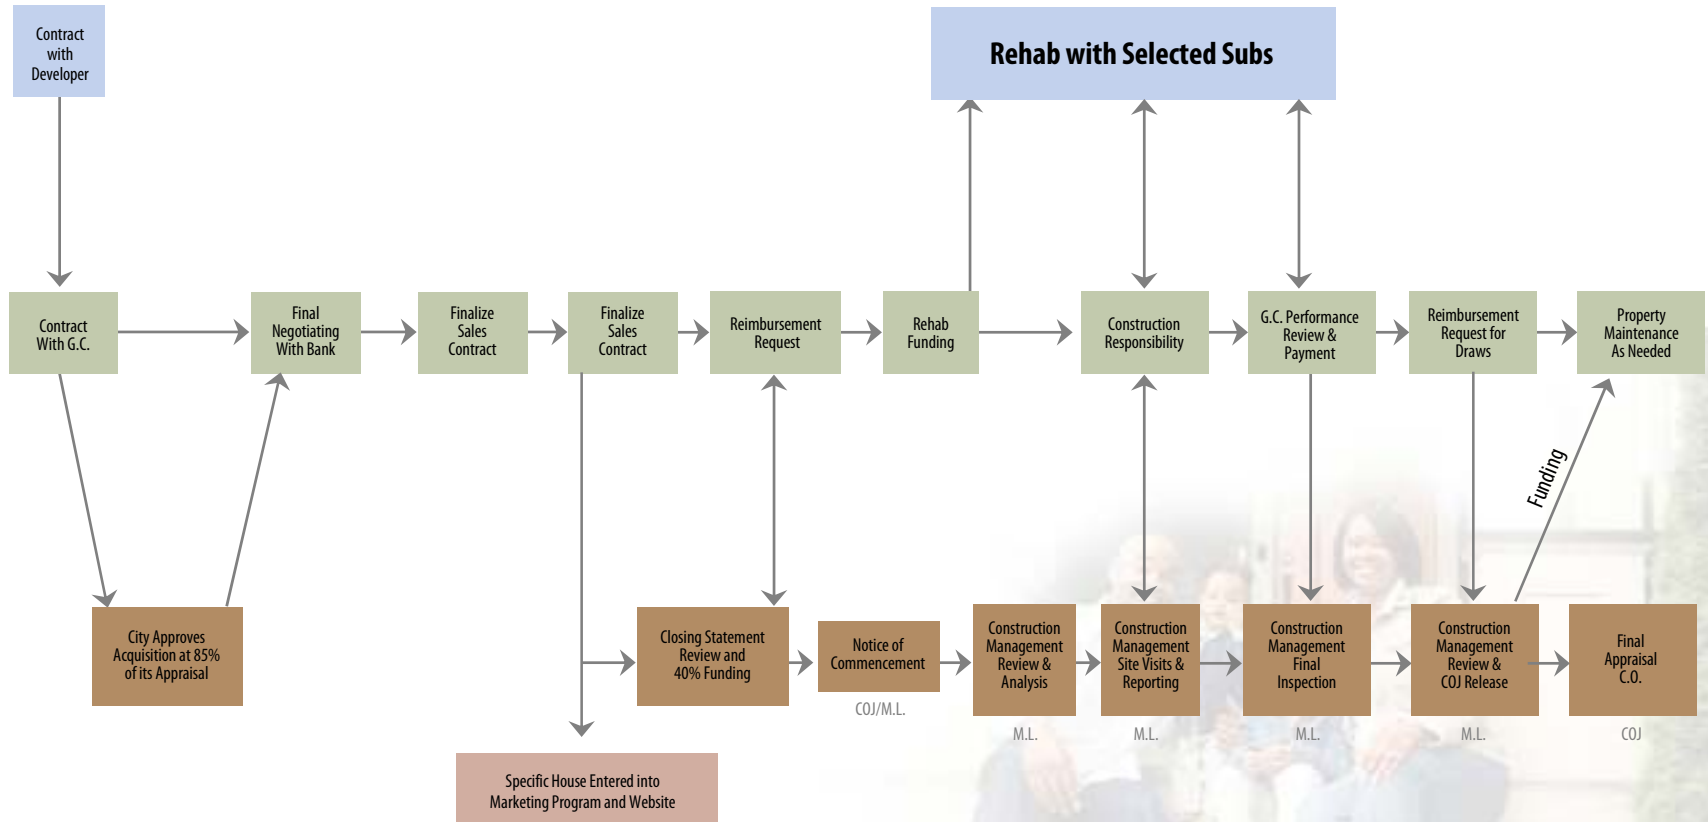 Contract
with
Developer
Rehab with Selected Subs
Contract
With G.C.
Final
Negotiating
With Bank
Finalize
Sales
Contract
Finalize
Sales
Contract
Reimbursement
Request
Rehab
Funding
Construction
Responsibility
G.C. Performance
Review &
Payment
Reimbursement
Request for
Draws
Property
Maintenance
As Needed
Funding
City Approves
Acquisition at 85%
of its Appraisal
Closing Statement
Review and
40% Funding
Notice of
Commencement
COJ/M.L.
Construction
Management
Review &
Analysis
M.L.
Construction
Management
Site Visits &
Reporting
M.L.
Construction
Management
Final
Inspection
M.L.
Construction
Management
Review &
COJ Release
M.L.
Final
Appraisal
C.O.
COJ
Specific House Entered into
Marketing Program and Website